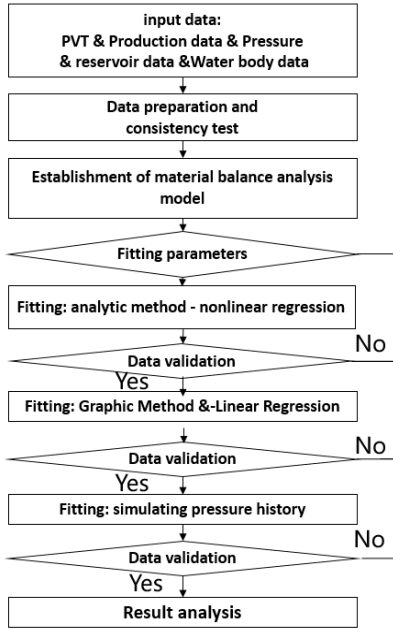 input data:
PVT & Production data & Pressure
& reservoir data &Water body data
Data preparation and
consistency test
Establishment of material balance analysis
model
Fitting parameters
Fitting: analytic method - nonlinear regression
No
Data validation
Yes
Fitting: Graphic Method &-Linear Regression
No
Data validation
Yes
Fitting: simulating pressure history
No
Data validation
Yes
Result analysis